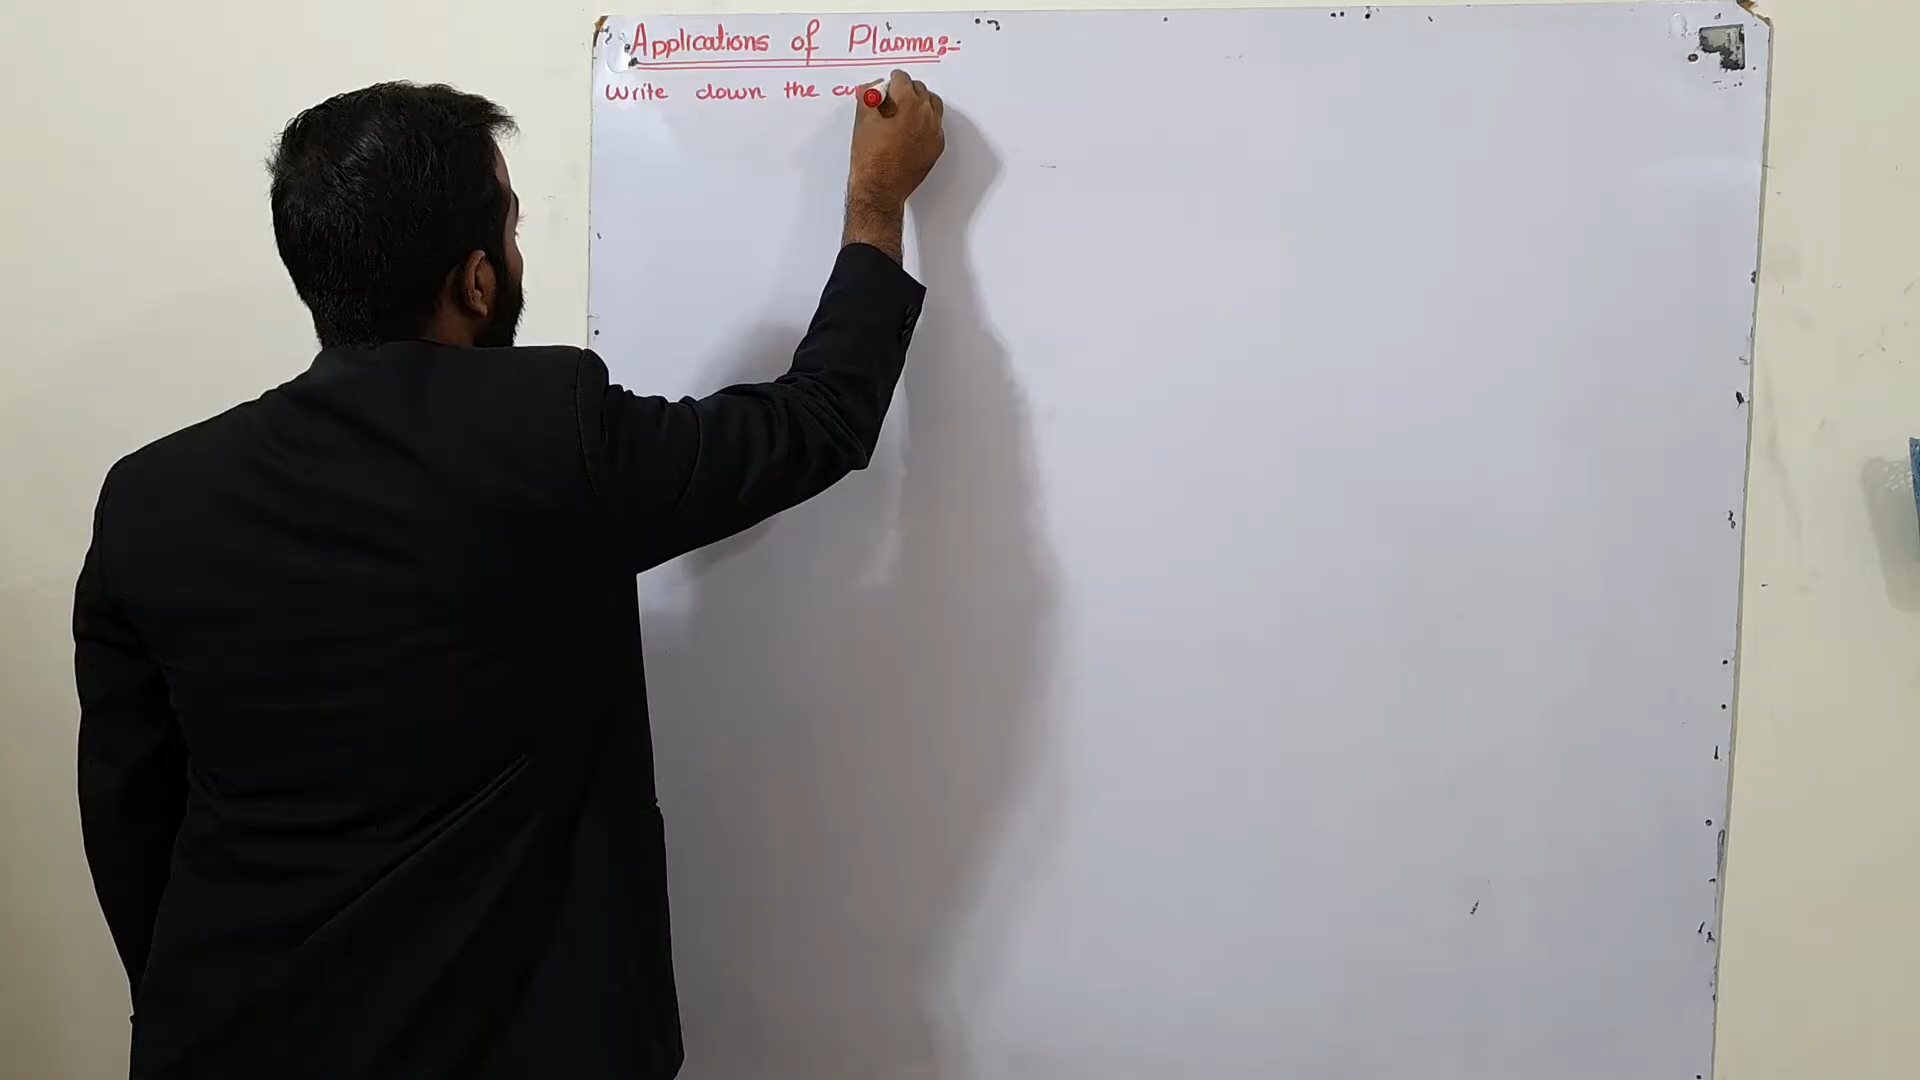 Applications of Plasma:-
Write down the